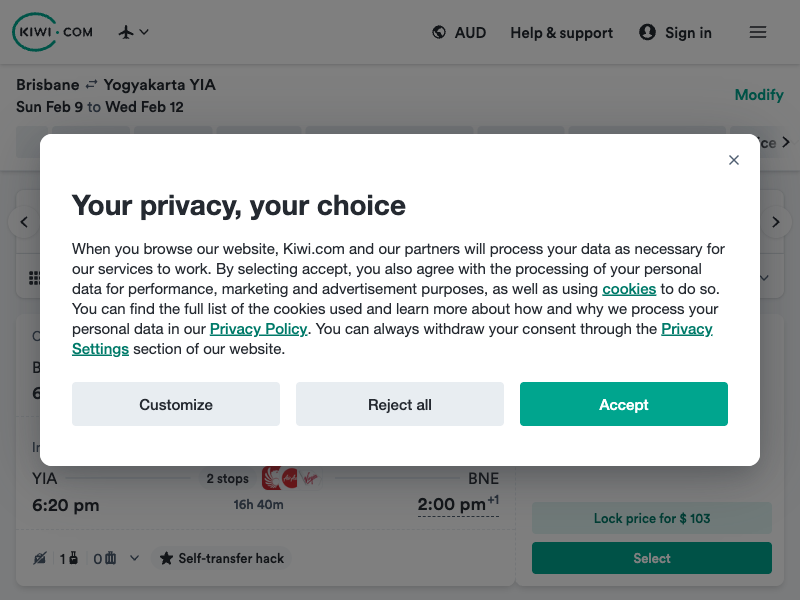 KIWI·COM
AUD
Help & support
Sign in
Brisbane ⇄ Yogyakarta YIA
Sun Feb 9 to Wed Feb 12
Modify
Your privacy, your choice
When you browse our website, Kiwi.com and our partners will process your data as necessary for
our services to work. By selecting accept, you also agree with the processing of your personal
data for performance, marketing and advertisement purposes, as well as using cookies to do so.
You can find the full list of the cookies used and learn more about how and why we process your
personal data in our Privacy Policy. You can always withdraw your consent through the Privacy
Settings section of our website.
Customize
Reject all
Accept
YIA
2 stops
BNE
6:20 pm
16h 40m
2:00 pm+1
Lock price for $ 103
1
0
Self-transfer hack
Select